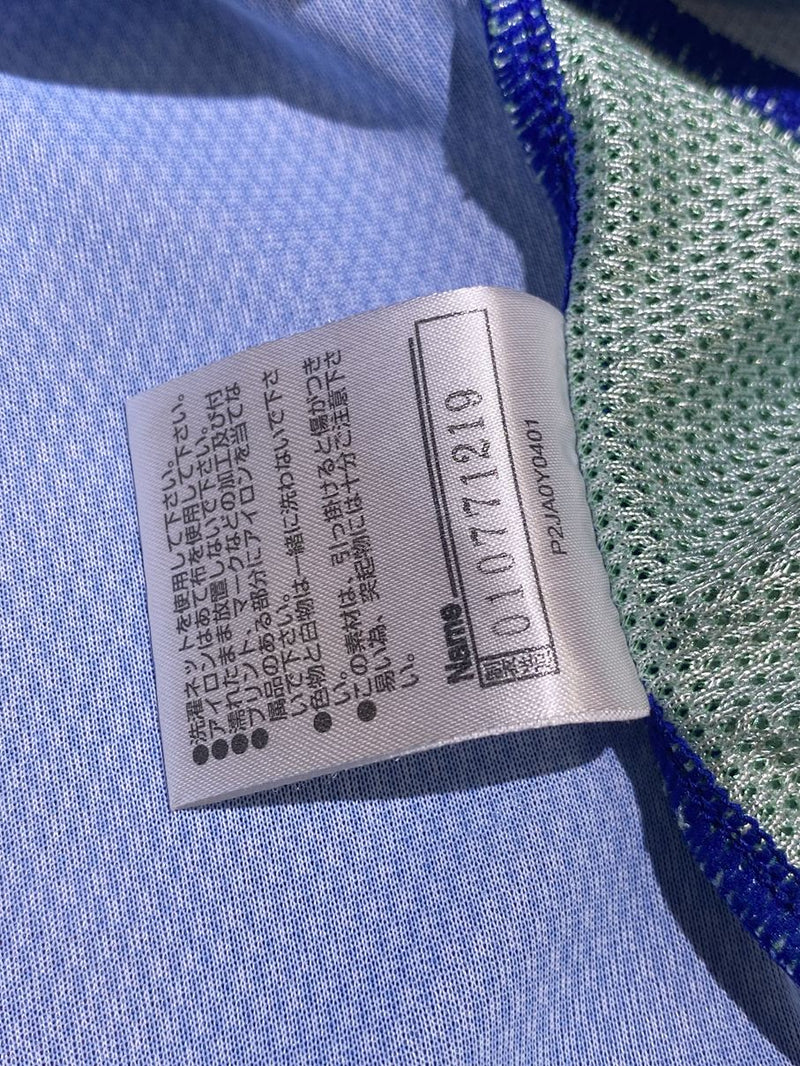 ●洗濯ネットを使用して下さい。
●アイロンはあて布を使用して下さい。
●濡れたまま放置しないで下さい。
●プリント、マークなどの加工及び付
属品のある部分にアイロンを当てな
いで下さい。
●色物と白物は一緒に洗わないで下さ
い。
●この素材は、引っ掛けると傷がつき
易い為、突起物には十分ご注意下さ
い。
Name
010771219
P2JA0Y0401